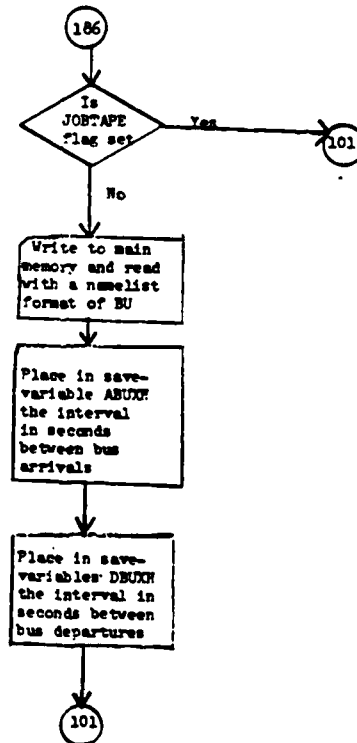 186
Is
JOBTAPE
flag set
Yes
101
No
Write to main
memory and read
with a namelist
format of BU
Place in save-
variable ABUXH
the interval
in seconds
between bus
arrivals
Place in save-
variables DBUXH
the interval in
seconds between
bus departures
101